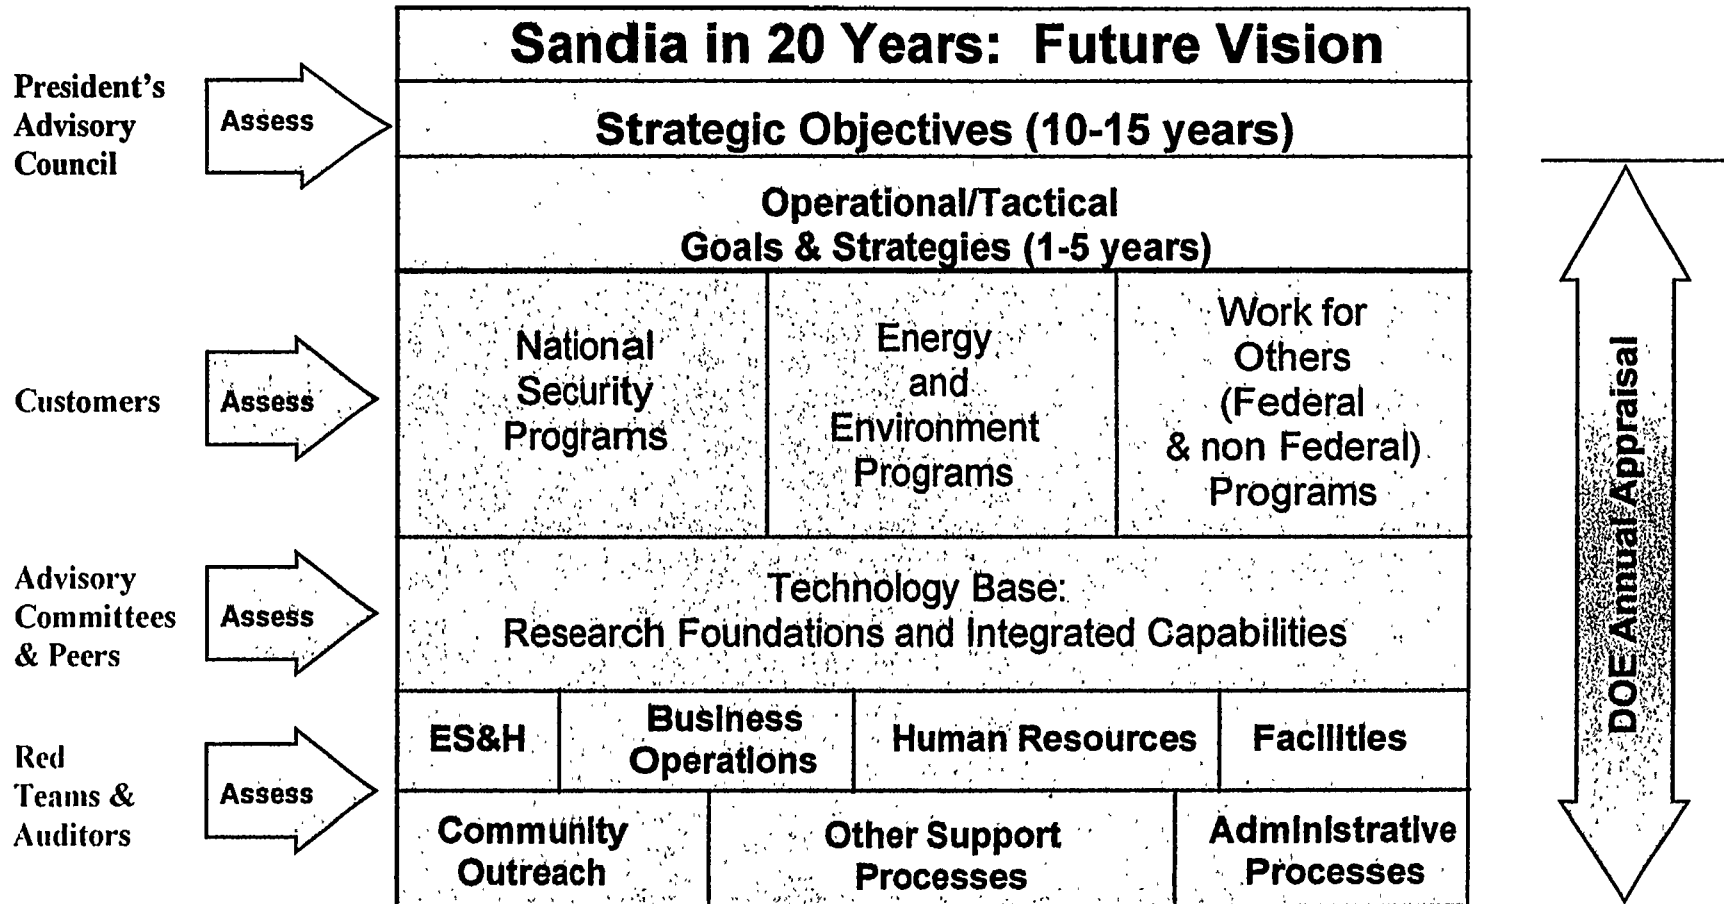 Sandia in 20 Years: Future Vision
President's
Advisory
Council
Assess
Strategic Objectives (10-15 years)
Operational/Tactical
Goals & Strategies (1-5 years)
Customers
Assess
National
Security
Programs
Energy
and
Environment
Programs
Work for
Others
(Federal
& non Federal)
Programs
Advisory
Committees
& Peers
Assess
Technology Base:
Research Foundations and Integrated Capabilities
Red
Teams &
Auditors
Assess
ES&H
Business
Operations
Human Resources
Facilities
Community
Outreach
Other Support
Processes
Administrative
Processes
DOE Annual Appraisal